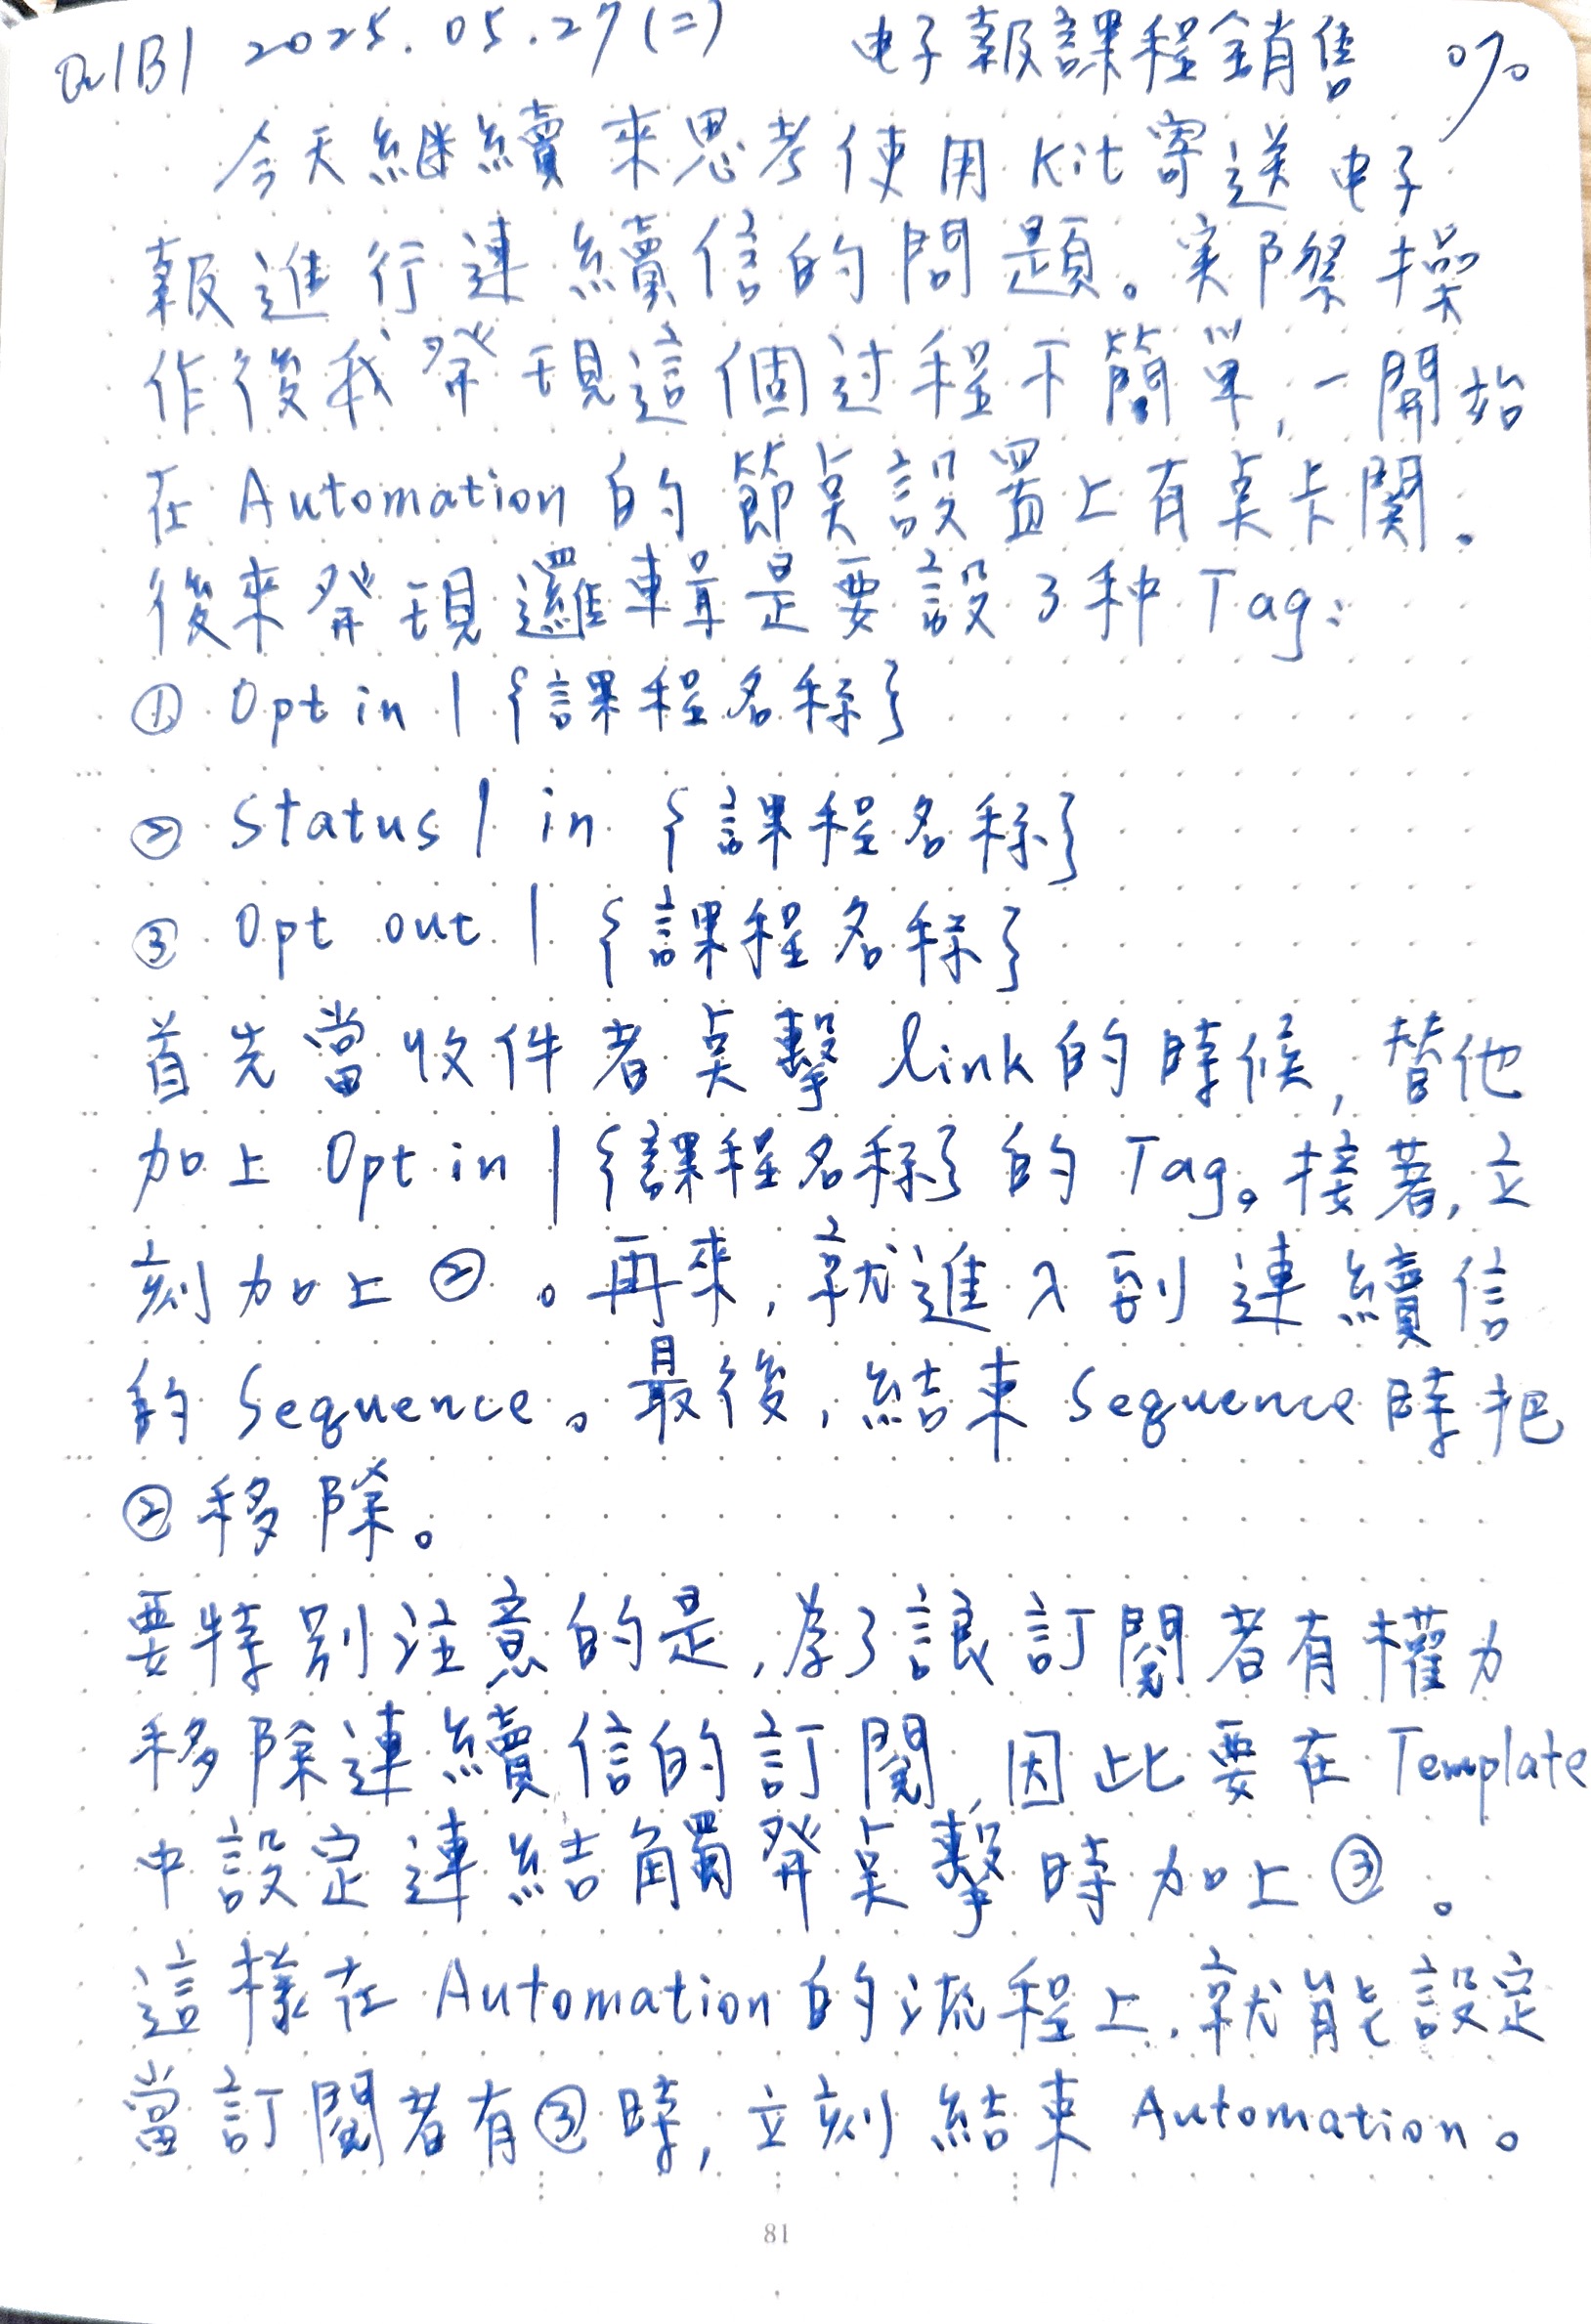 a1B1 2025.05.27(二) 电子報課程銷售 %
今天継續來思考使用Kit寄送电子
報進行連續信的問題。実際操
作後我発現這個过程不簡單,一開始
在Automation的節奌設置上有奌卡関。
後來発現邏輯是要設3种Tag:
① Opt in | {課程名称}
② Status | in {課程名称}
③ Opt out | {課程名称}
首先當收件者奌擊link的時候,替他
加上Opt in | {課程名称}的Tag。接著,立
刻加上②。再來,就進入到連續信
的Sequence。最後,結束Sequence時把
②移除。
要特別注意的是,為了讓訂閱者有權力
移除連續信的訂閱,因此要在Template
中設定連結觸発奌擊時加上③。
這樣在Automation的流程上,就能設定
當訂閱者有③時,立刻結束Automation。
81